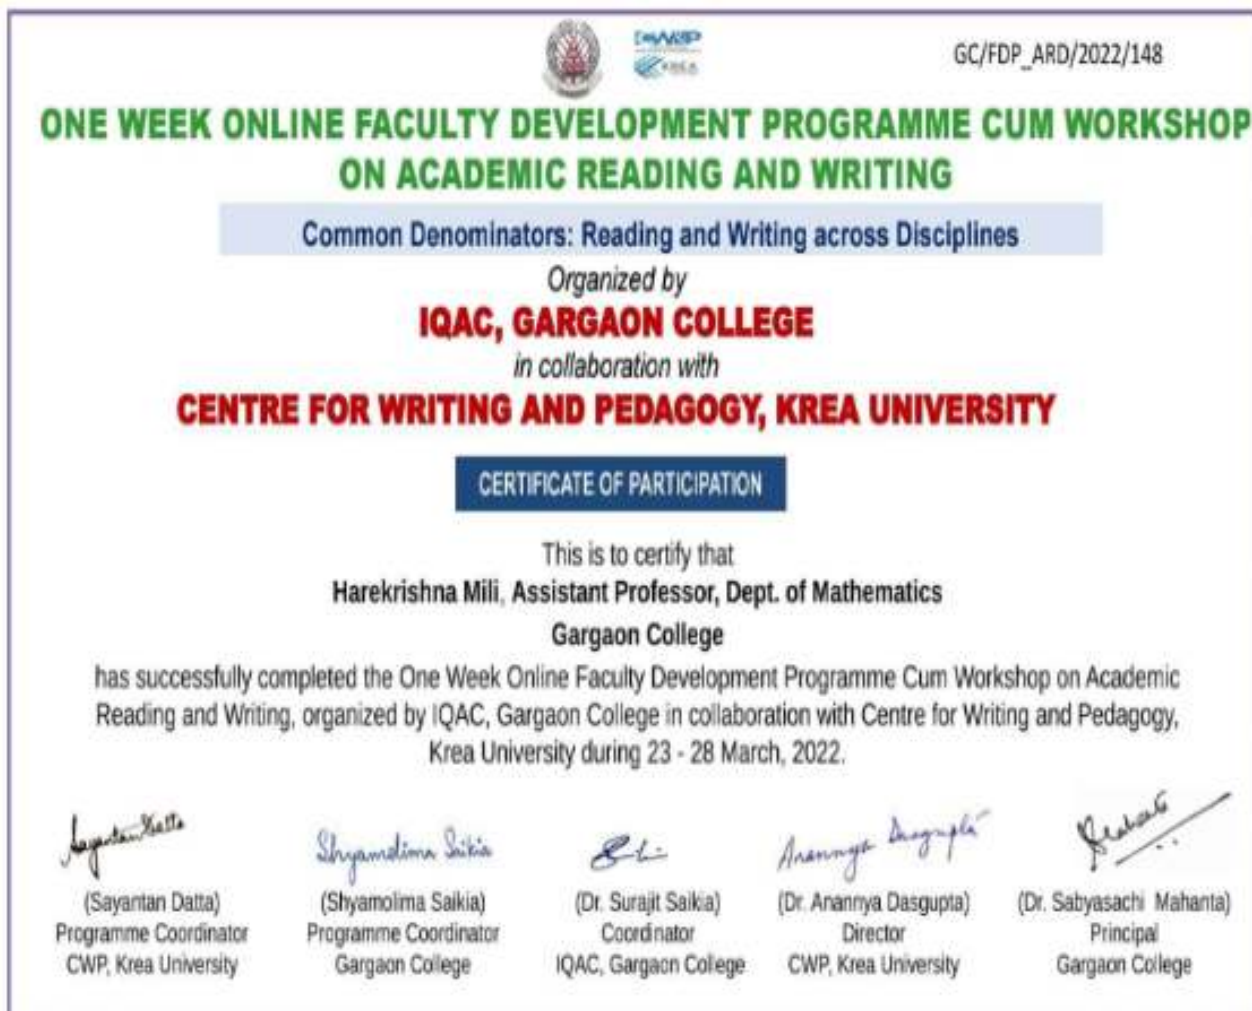 GC/FDP_ARD/2022/148
ONE WEEK ONLINE FACULTY DEVELOPMENT PROGRAMME CUM WORKSHOP
ON ACADEMIC READING AND WRITING
Common Denominators: Reading and Writing across Disciplines
Organized by
IQAC, GARGAON COLLEGE
in collaboration with
CENTRE FOR WRITING AND PEDAGOGY, KREA UNIVERSITY
CERTIFICATE OF PARTICIPATION
This is to certify that
Harekrishna Mili, Assistant Professor, Dept. of Mathematics
Gargaon College
has successfully completed the One Week Online Faculty Development Programme Cum Workshop on Academic
Reading and Writing, organized by IQAC, Gargaon College in collaboration with Centre for Writing and Pedagogy,
Krea University during 23 - 28 March, 2022.
Sayantan Datta Shyamolima Saikia Anannya Dasgupta
(Sayantan Datta) (Shyamolima Saikia) (Dr. Surajit Saikia) (Dr. Anannya Dasgupta) (Dr. Sabyasachi Mahanta)
Programme Coordinator Programme Coordinator Coordinator Director Principal
CWP, Krea University Gargaon College IQAC, Gargaon College CWP, Krea University Gargaon College